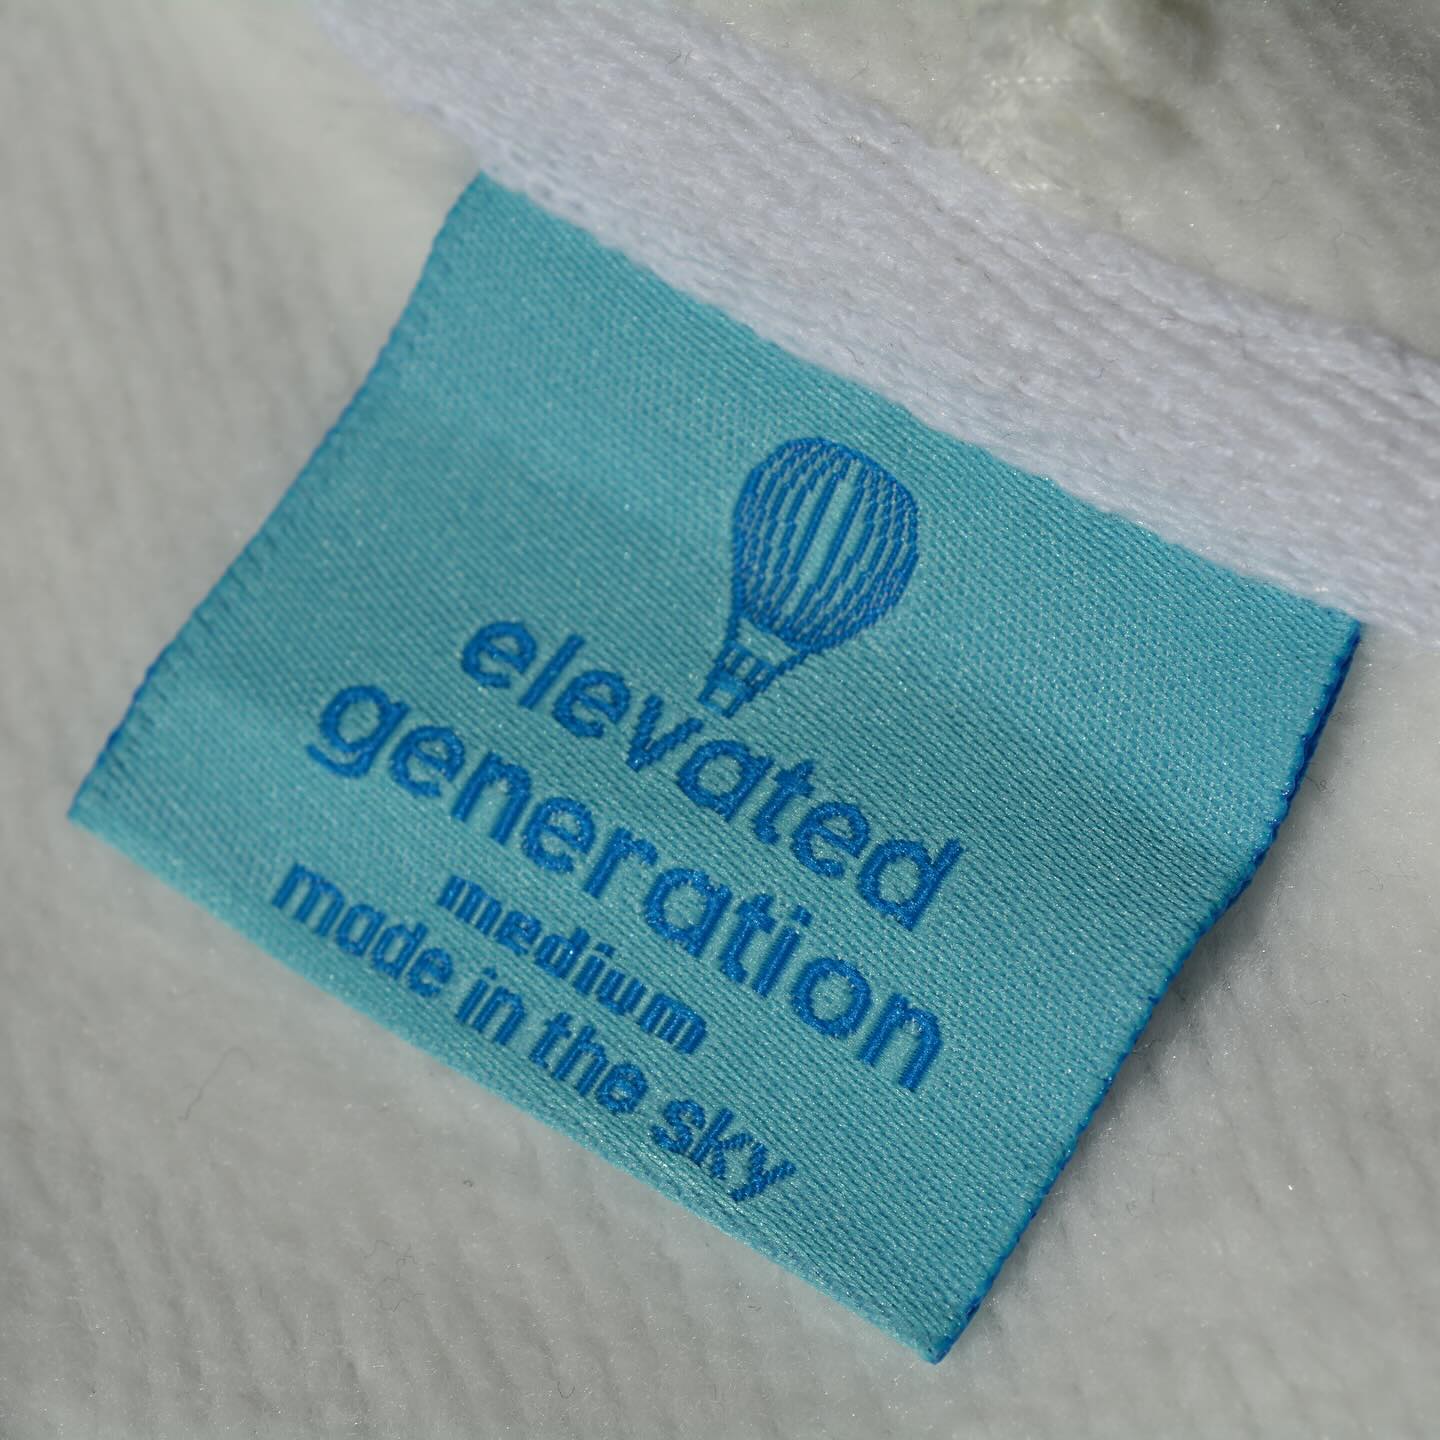 elevated
generation
medium
made in the sky